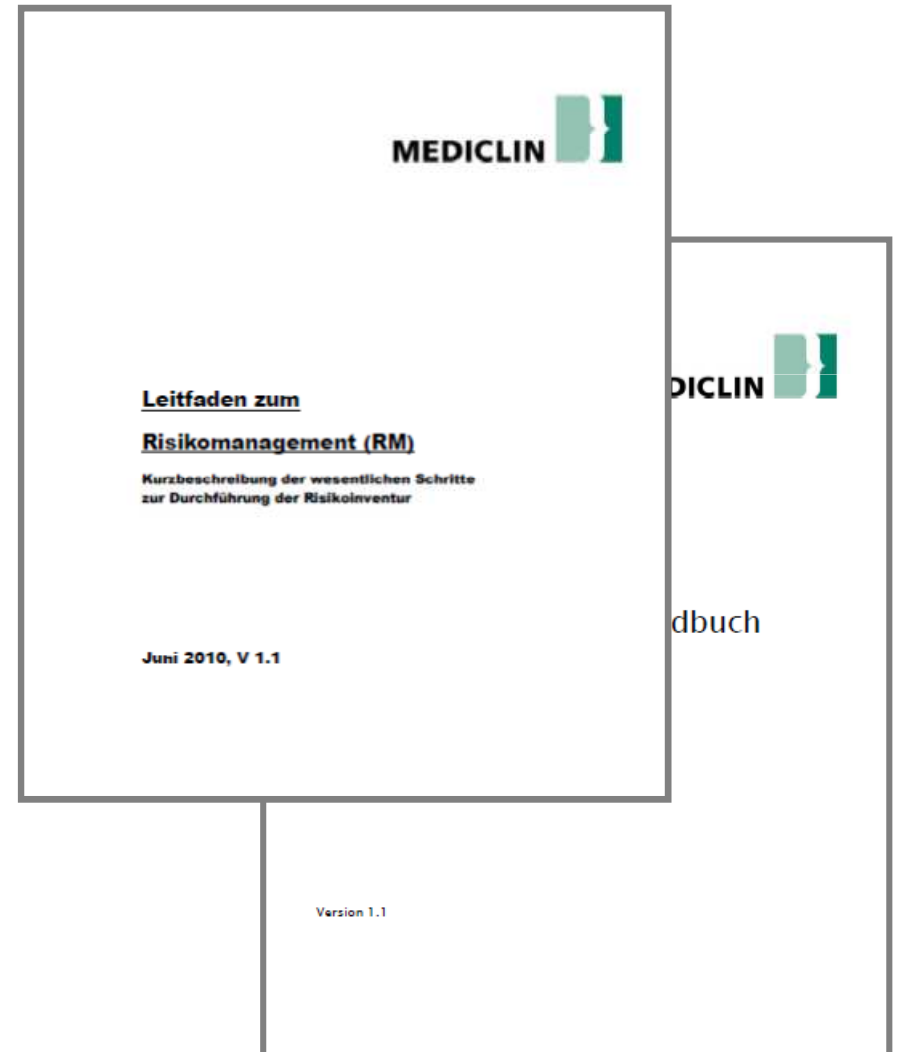 MEDICLIN
Leitfaden zum
Risikomanagement (RM)
Kurzbeschreibung der wesentlichen Schritte
zur Durchführung der Risikoinventur
Juni 2010, V 1.1
DICLIN
dbuch
Version 1.1